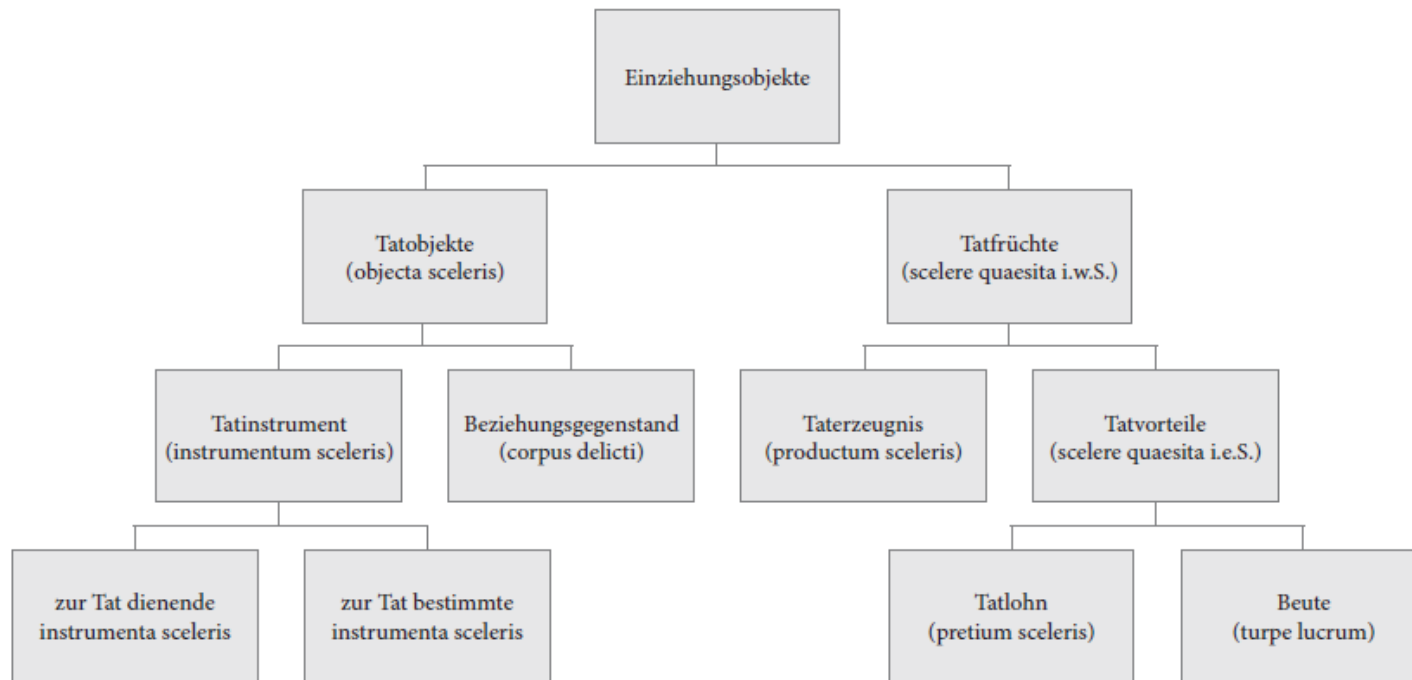 Einziehungsobjekte
Tatobjekte
(objecta sceleris)
Tatfrüchte
(scelere quaesita i.w.S.)
Tatinstrument
(instrumentum sceleris)
Beziehungsgegenstand
(corpus delicti)
Taterzeugnis
(productum sceleris)
Tatvorteile
(scelere quaesita i.e.S.)
zur Tat dienende
instrumenta sceleris
zur Tat bestimmte
instrumenta sceleris
Tatlohn
(pretium sceleris)
Beute
(turpe lucrum)